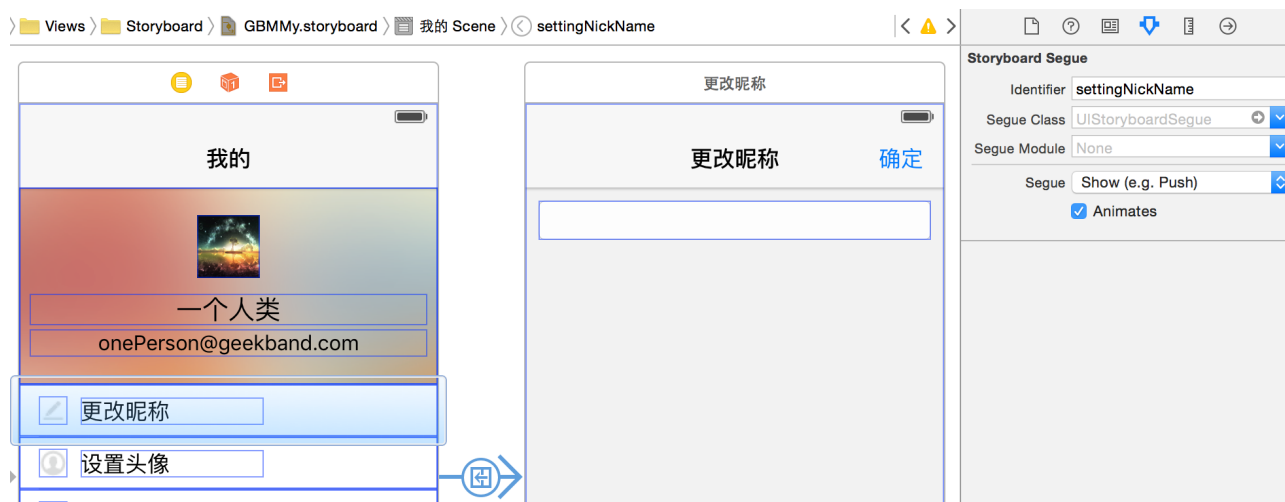 Views Storyboard GBMMy.storyboard 我的 Scene settingNickName
更改昵称
我的
更改昵称 确定
一个人类
onePerson@geekband.com
更改昵称
设置头像
Storyboard Segue
Identifier settingNickName
Segue Class UIStoryboardSegue
Segue Module None
Segue Show (e.g. Push)
Animates